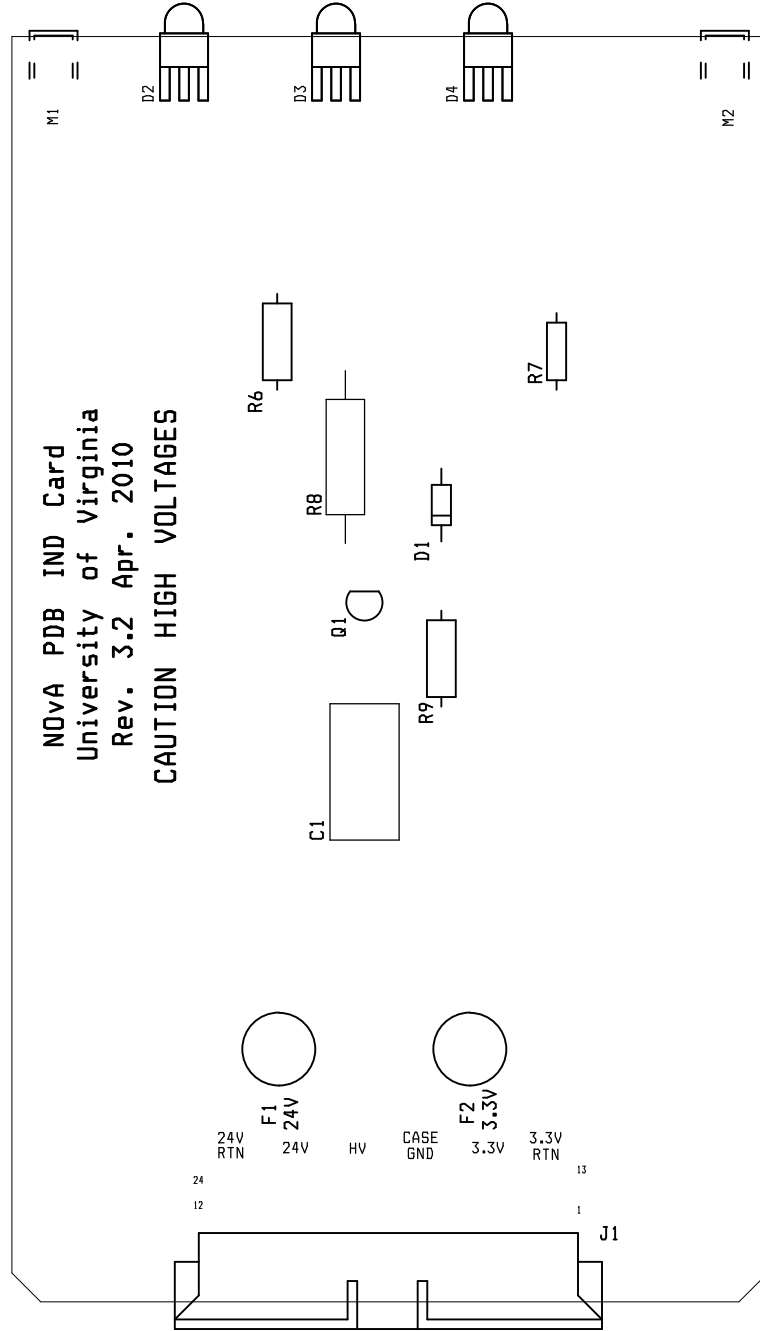 M1
D2
D3
D4
M2
R6
R7
R8
D1
Q1
R9
C1
NOvA PDB IND Card
University of Virginia
Rev. 3.2 Apr. 2010
CAUTION HIGH VOLTAGES
F1
24V
F2
3.3V
24V
RTN
24V
HV
CASE
GND
3.3V
3.3V
RTN
24
13
12
1
J1